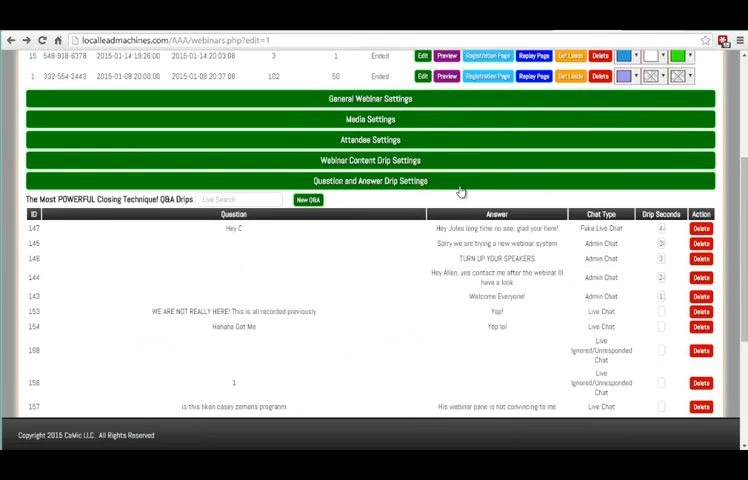 localleadmachines.com/AAA/webinars.php?edit=1
15 548-918-6378 2015-01-14 19:26:00 2015-01-14 20:03:06 3 1 Ended Edit Preview Registration Page Replay Page Get Leads Delete
1 332-554-2443 2015-01-08 20:00:00 2015-01-08 20:37:06 102 50 Ended Edit Preview Registration Page Replay Page Get Leads Delete
General Webinar Settings
Media Settings
Attendee Settings
Webinar Content Drip Settings
Question and Answer Drip Settings
The Most POWERFUL Closing Technique! Q&A Drips Live Search New Q&A
ID Question Answer Chat Type Drip Seconds Action
147 Hey C Hey Jules long time no see, glad your here! Fake Live Chat Delete
145 Sorry we are trying a new webinar system Admin Chat Delete
146 TURN UP YOUR SPEAKERS Admin Chat Delete
144 Hey Allen, yes contact me after the webinar Ill have a look Admin Chat Delete
143 Welcome Everyone! Admin Chat Delete
153 WE ARE NOT REALLY HERE! This is all recorded previously Yep! Live Chat Delete
154 Hahaha Got Me Yep lol Live Chat Delete
168 Live Ignored/Unresponded Chat Delete
156 1 Live Ignored/Unresponded Chat Delete
157 is this liken casey zemans programm His webinar pane is not convincing to me Live Chat Delete
Copyright 2015 CaMic LLC. All Rights Reserved